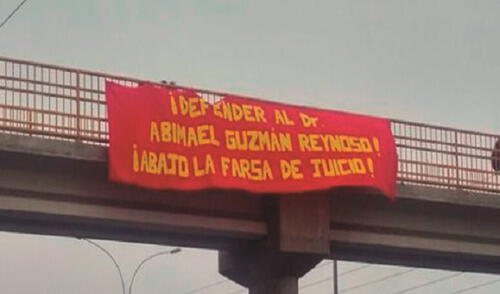 ¡DEFENDER AL Dr.
ABIMAEL GUZMÁN REYNOSO!
¡ABAJO LA FARSA DE JUICIO!